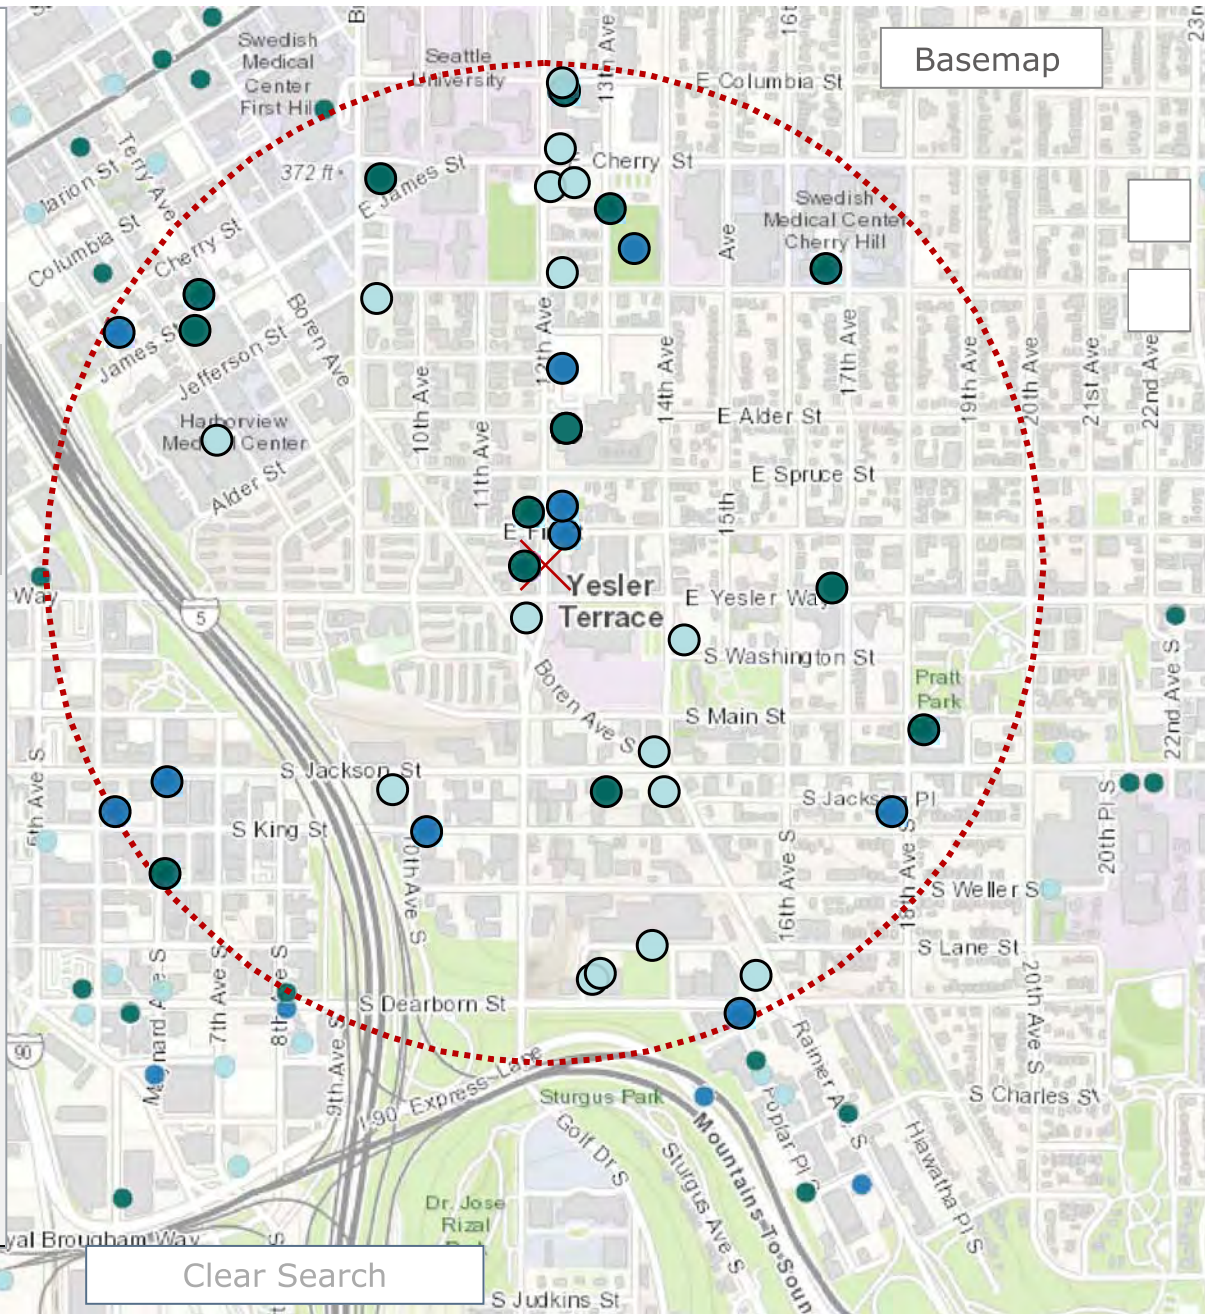 Swedish
Medical
Center
First Hil
Seattle
University
13th Ave
E Columbia St
Basemap
Terry Ave
372 ft
E James St
Cherry St
Swedish
Medical Center
Cherry Hill
Columbia St
Cherry St
Ave
Boren Ave
12th Ave
James St
Jefferson St
10th Ave
11th Ave
14th Ave
17th Ave
19th Ave
20th Ave
21st Ave
22nd Ave
E Alder St
Harborview
Medical Center
Alder St
E Spruce St
15th
Way
5
Yesler
Terrace
E Yesler Way
S Washington St
Pratt
Park
Boren Ave S
S Main St
22nd Ave S
S Jackson St
S Jackson Pl
20th Pl S
S King St
16th Ave S
18th Ave S
S Weller S
S Lane St
Maynard Ave S
7th Ave S
8th Ave S
9th Ave S
S Dearborn St
20th Ave S
90
I-90 Express Lane
Rainier Ave S
Sturgus Park
S Charles St
Golf Dr S
Sturgus Ave S
Mountains-To-Soun
Poplar Pl S
Hiawatha Pl S
Dr. Jose
Rizal
yal Brougham Way
Clear Search
S Judkins St